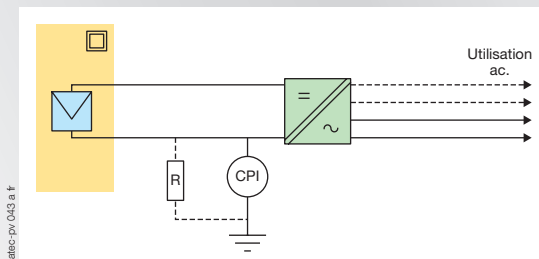 Utilisation
ac.
R
CPI
atec-pv 043 a fr